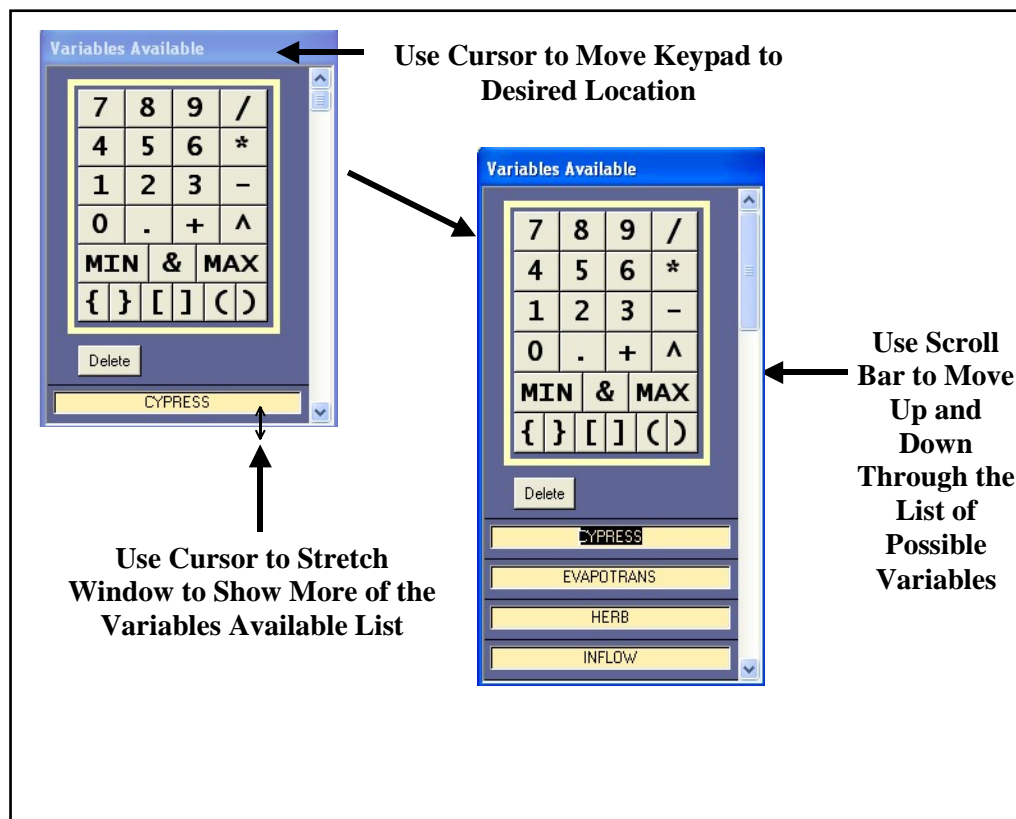 Variables Available
7 8 9 /
4 5 6 *
1 2 3 -
0 . + ^
MIN & MAX
{ } [ ] ( )
Delete
CYPRESS
Use Cursor to Move Keypad to
Desired Location
Variables Available
7 8 9 /
4 5 6 *
1 2 3 -
0 . + ^
MIN & MAX
{ } [ ] ( )
Delete
CYPRESS
EVAPOTRANS
HERB
INFLOW
Use Scroll
Bar to Move
Up and
Down
Through the
List of
Possible
Variables
Use Cursor to Stretch
Window to Show More of the
Variables Available List